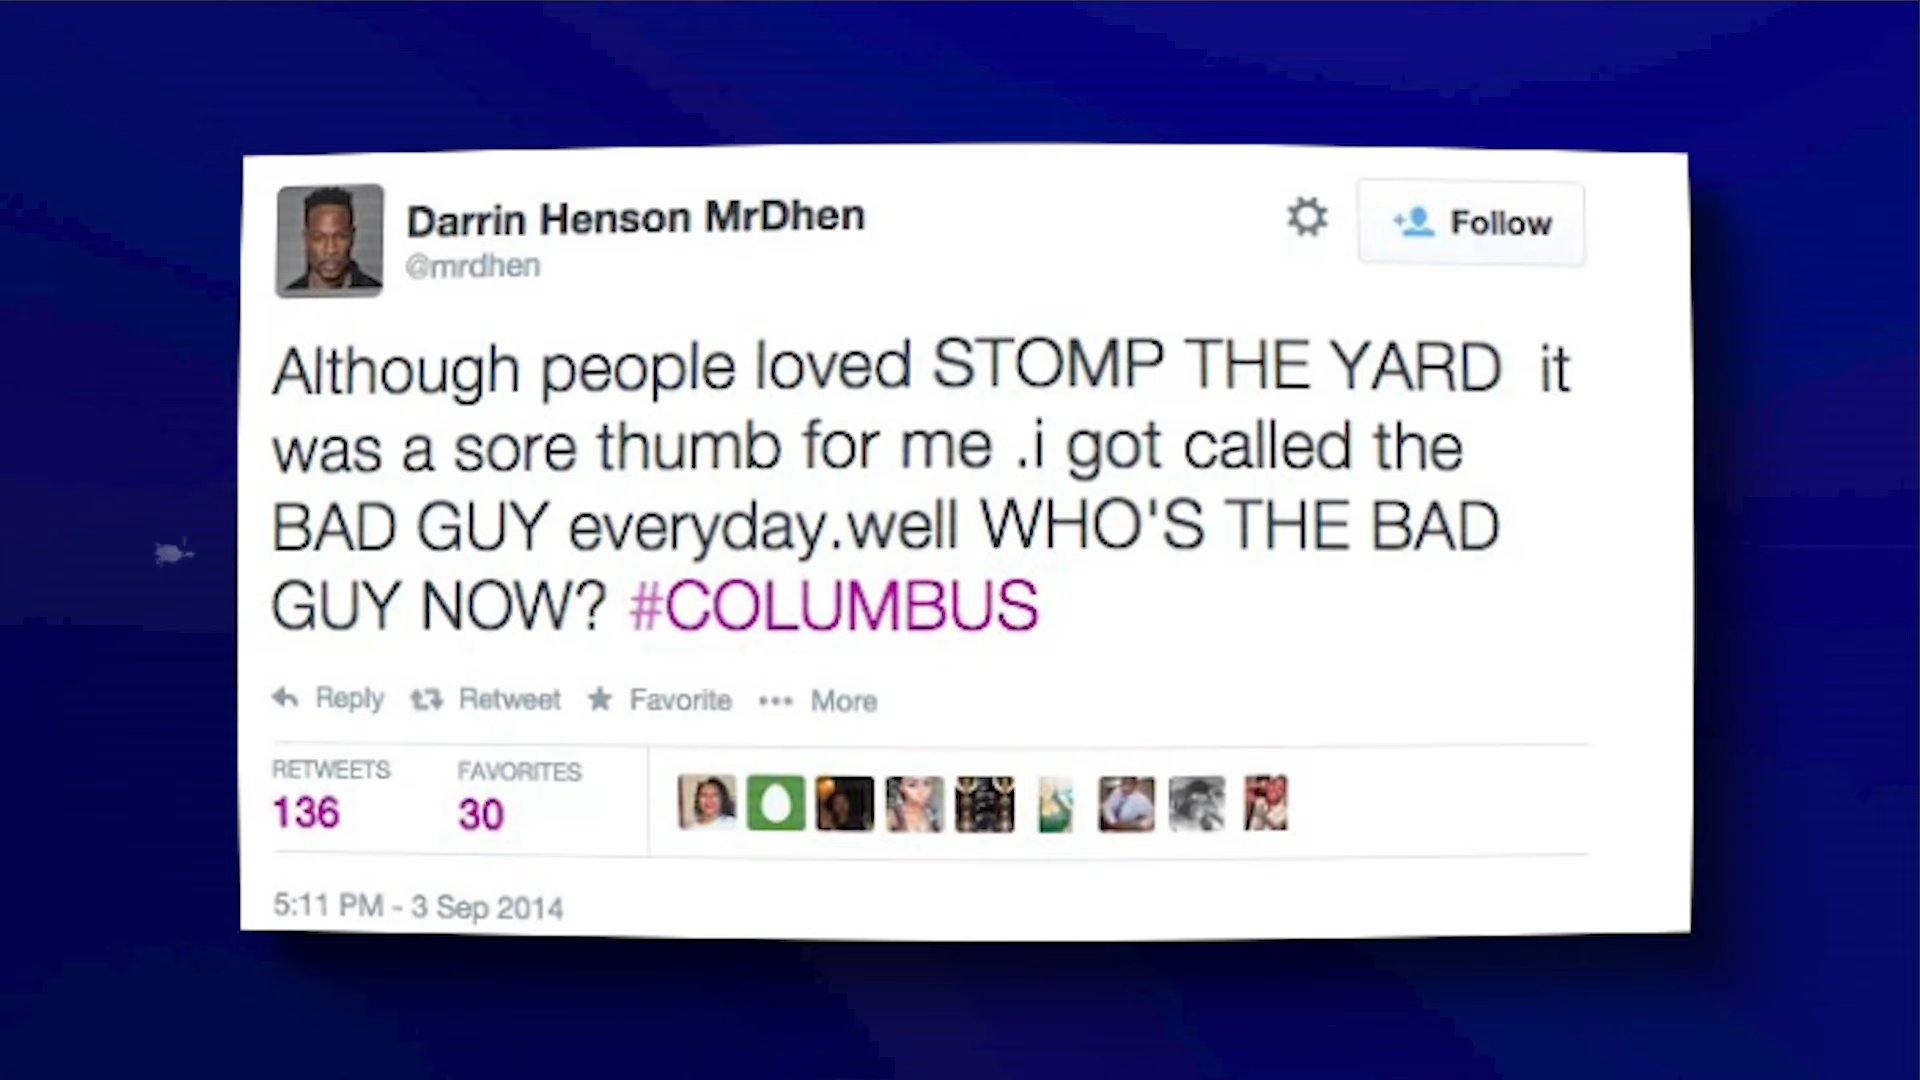 Darrin Henson MrDhen
@mrdhen
Follow
Although people loved STOMP THE YARD it
was a sore thumb for me .i got called the
BAD GUY everyday.well WHO'S THE BAD
GUY NOW? #COLUMBUS
Reply Retweet Favorite More
RETWEETS FAVORITES
136 30
5:11 PM - 3 Sep 2014